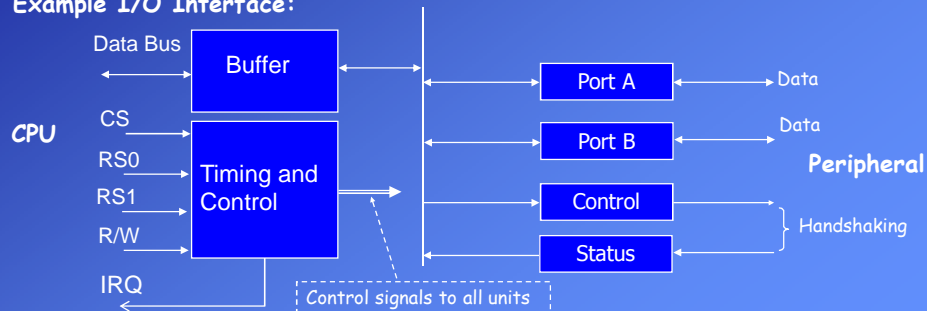 Example I/O Interface:
Data Bus
Buffer
Port A
Data
CPU
CS
Port B
Data
RS0
Timing and
Control
Peripheral
RS1
Control
R/W
Handshaking
Status
IRQ
Control signals to all units